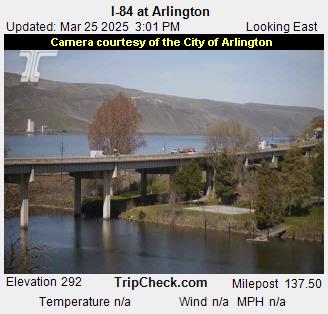 I-84 at Arlington
Updated: Mar 25 2025 3:01 PM Looking East
Camera courtesy of the City of Arlington
Elevation 292 TripCheck.com Milepost 137.50
Temperature n/a Wind n/a MPH n/a